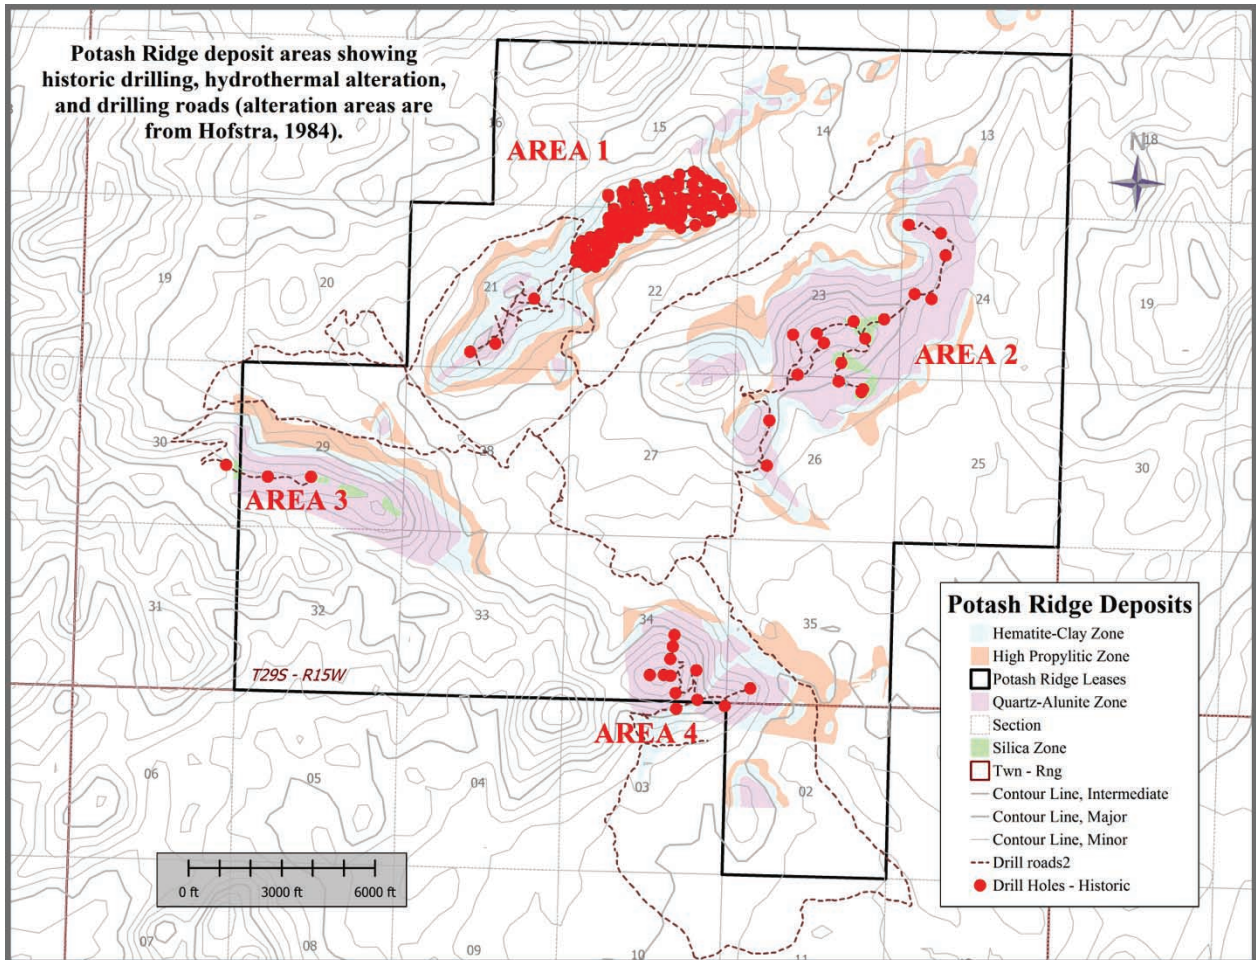 Potash Ridge deposit areas showing
historic drilling, hydrothermal alteration,
and drilling roads (alteration areas are
from Hofstra, 1984).
16
15
14
13
18
N
AREA 1
19
20
21
22
23
24
19
AREA 2
30
29
28
27
26
25
30
AREA 3
31
32
33
34
35
T29S - R15W
AREA 4
06
05
04
03
02
07
08
09
10
11
Potash Ridge Deposits
Hematite-Clay Zone
High Propylitic Zone
Potash Ridge Leases
Quartz-Alunite Zone
Section
Silica Zone
Twn - Rng
Contour Line, Intermediate
Contour Line, Major
Contour Line, Minor
Drill roads2
Drill Holes - Historic
0 ft 3000 ft 6000 ft